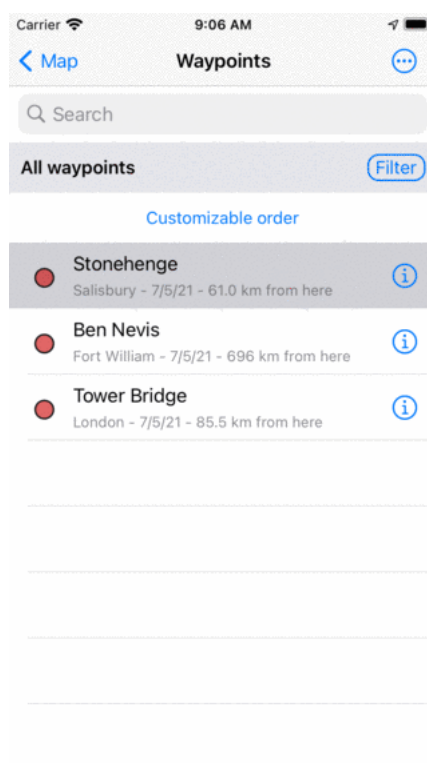 Carrier 9:06 AM
Map Waypoints
Search
All waypoints Filter
Customizable order
Stonehenge
Salisbury - 7/5/21 - 61.0 km from here
Ben Nevis
Fort William - 7/5/21 - 696 km from here
Tower Bridge
London - 7/5/21 - 85.5 km from here